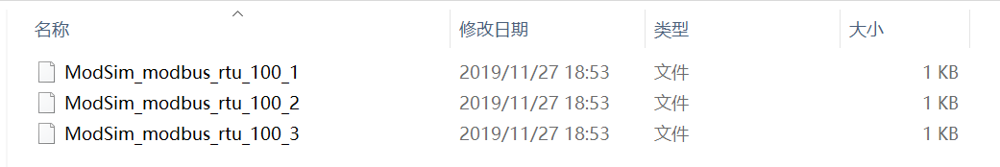 名称 修改日期 类型 大小
ModSim_modbus_rtu_100_1 2019/11/27 18:53 文件 1 KB
ModSim_modbus_rtu_100_2 2019/11/27 18:53 文件 1 KB
ModSim_modbus_rtu_100_3 2019/11/27 18:53 文件 1 KB